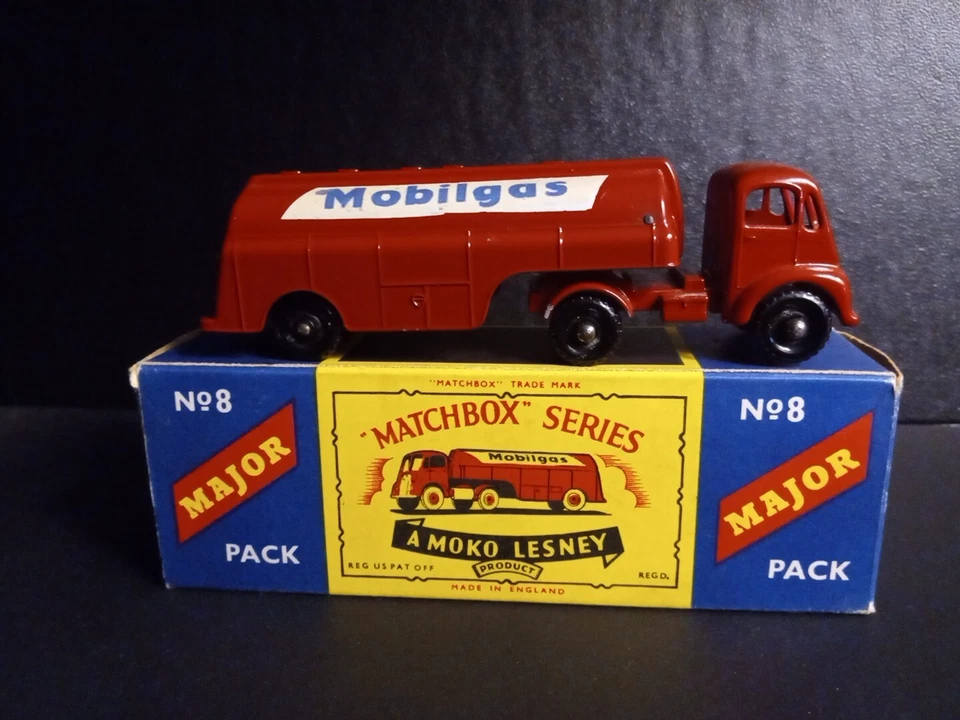 Mobilgas
Nº8
MAJOR
PACK
"MATCHBOX" TRADE MARK
"MATCHBOX" SERIES
Mobilgas
A MOKO LESNEY
PRODUCT
REG US PAT OFF
REGD.
MADE IN ENGLAND
Nº8
MAJOR
PACK